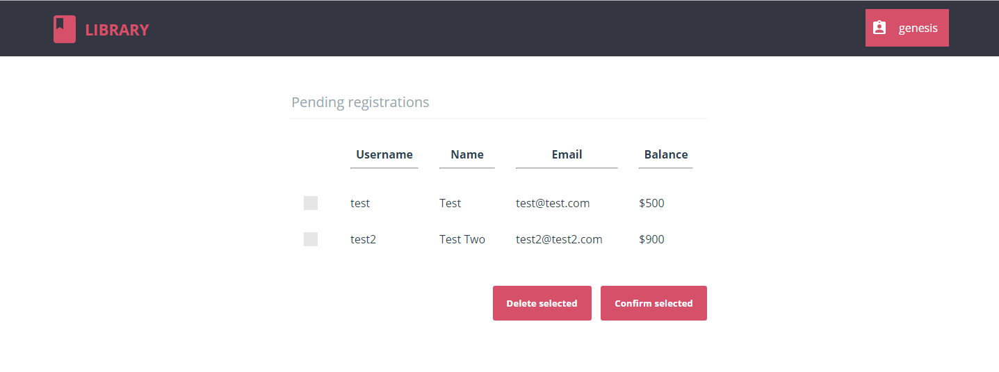 LIBRARY
genesis
Pending registrations
Username Name Email Balance
test Test test@test.com $500
test2 Test Two test2@test2.com $900
Delete selected Confirm selected